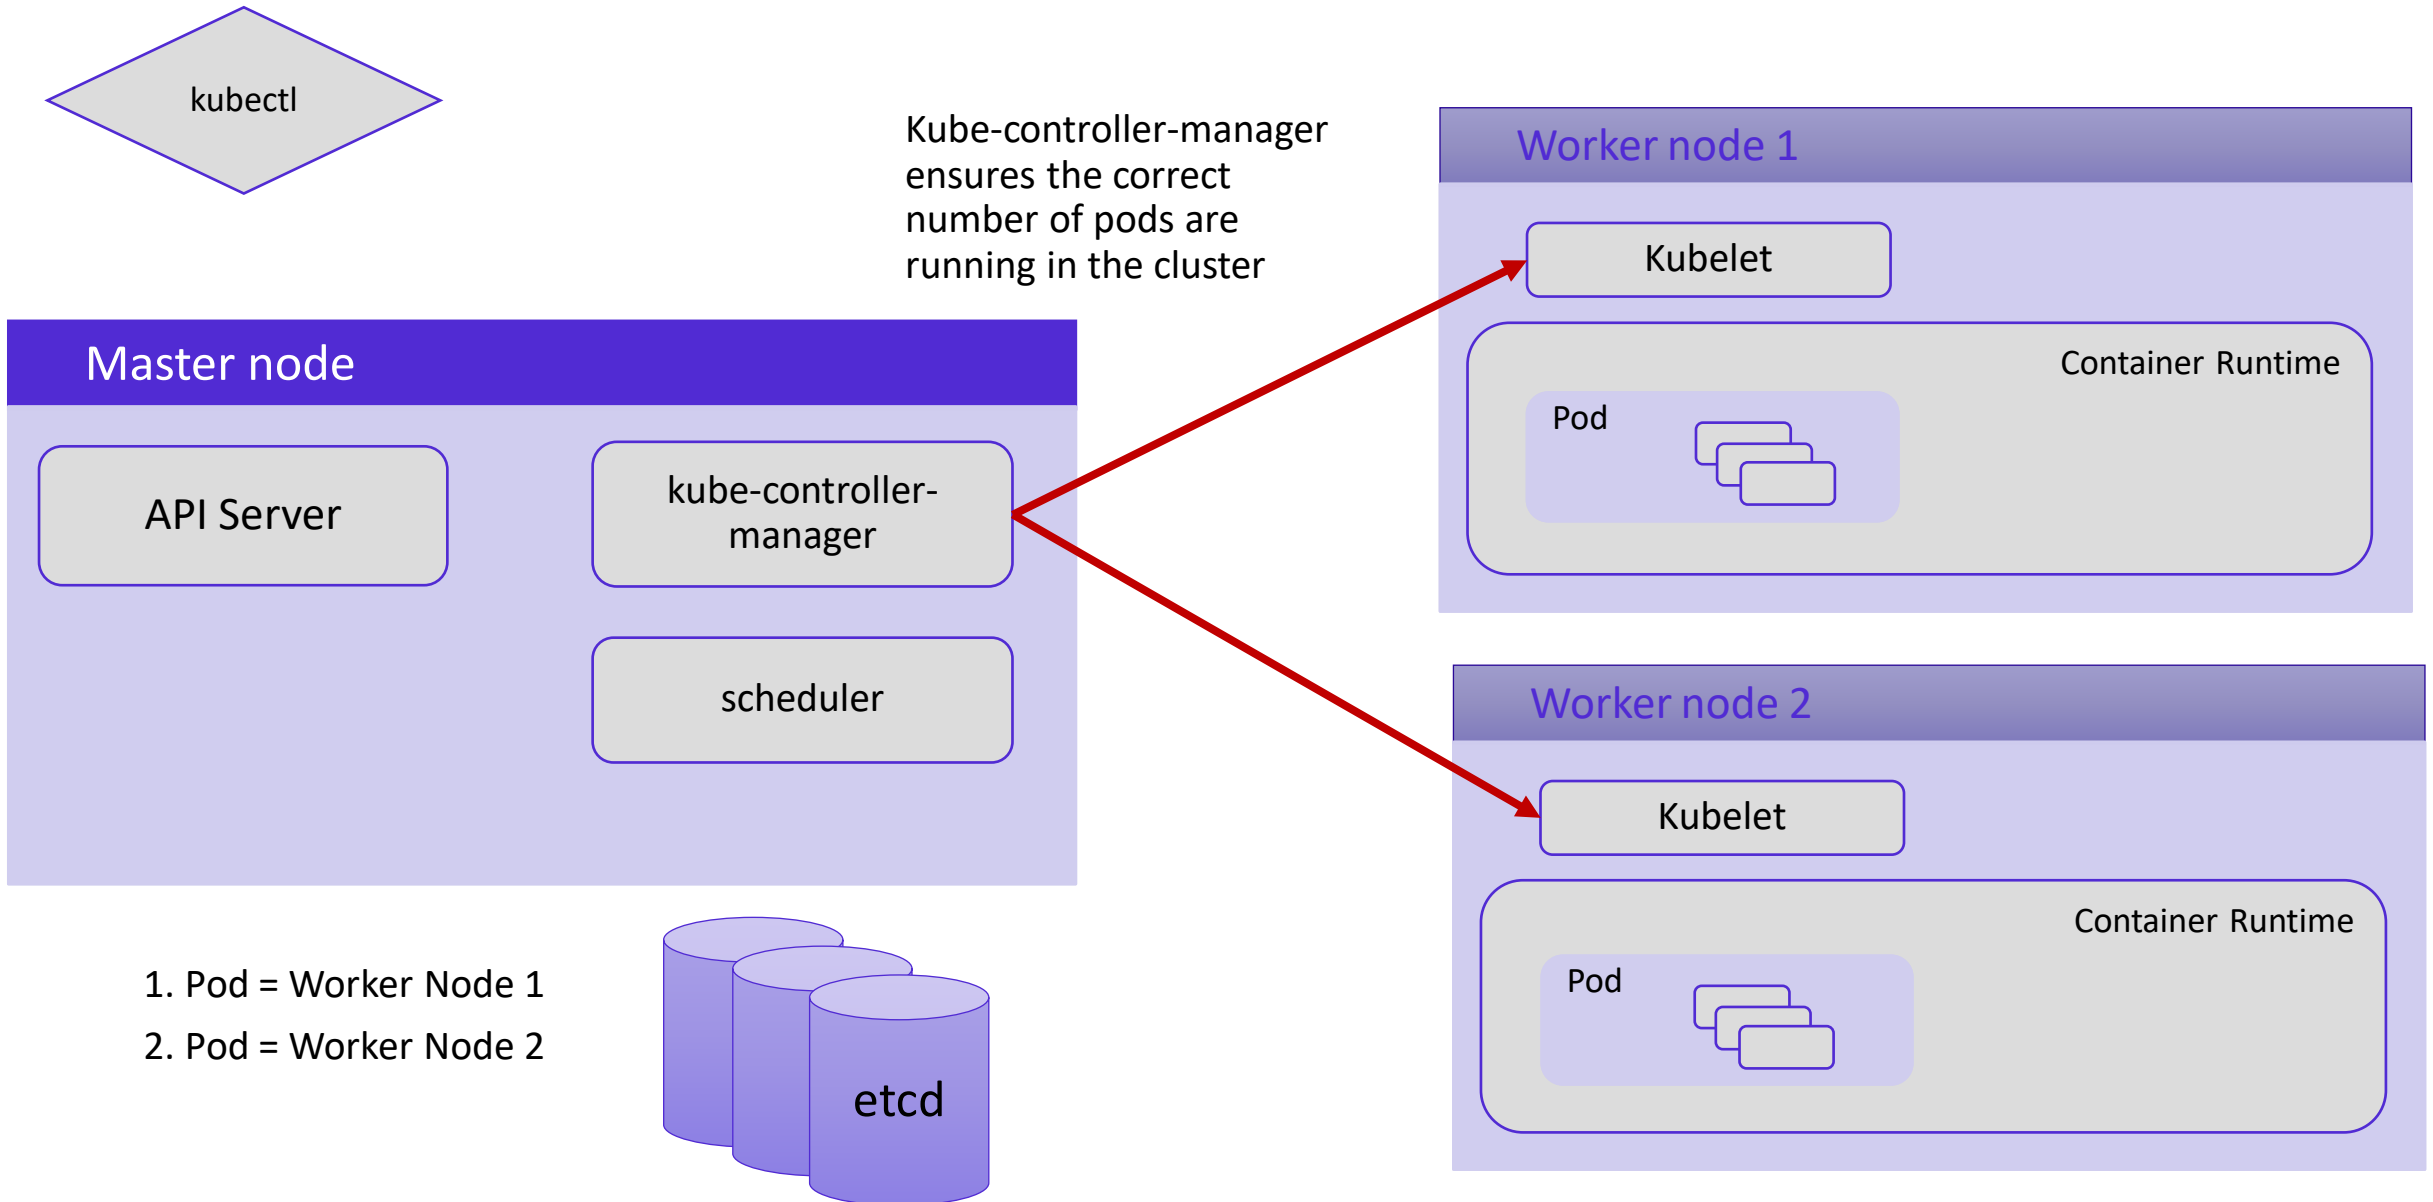 kubectl
Kube-controller-manager
ensures the correct
number of pods are
running in the cluster
Master node
API Server
kube-controller-
manager
scheduler
1. Pod = Worker Node 1
2. Pod = Worker Node 2
etcd
Worker node 1
Kubelet
Container Runtime
Pod
Worker node 2
Kubelet
Container Runtime
Pod